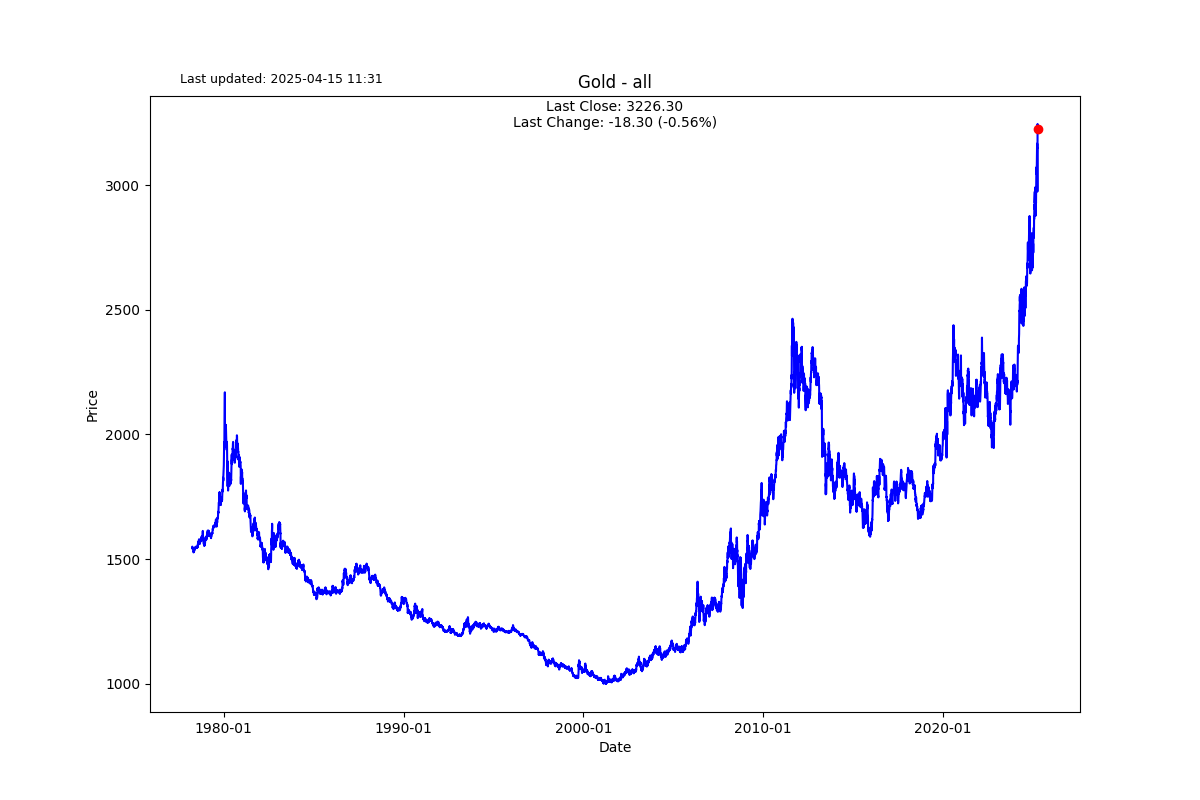 Last updated: 2025-04-15 11:31
Gold - all
Last Close: 3226.30
Last Change: -18.30 (-0.56%)
3000
2500
2000
1500
1000
Price
1980-01
1990-01
2000-01
2010-01
2020-01
Date